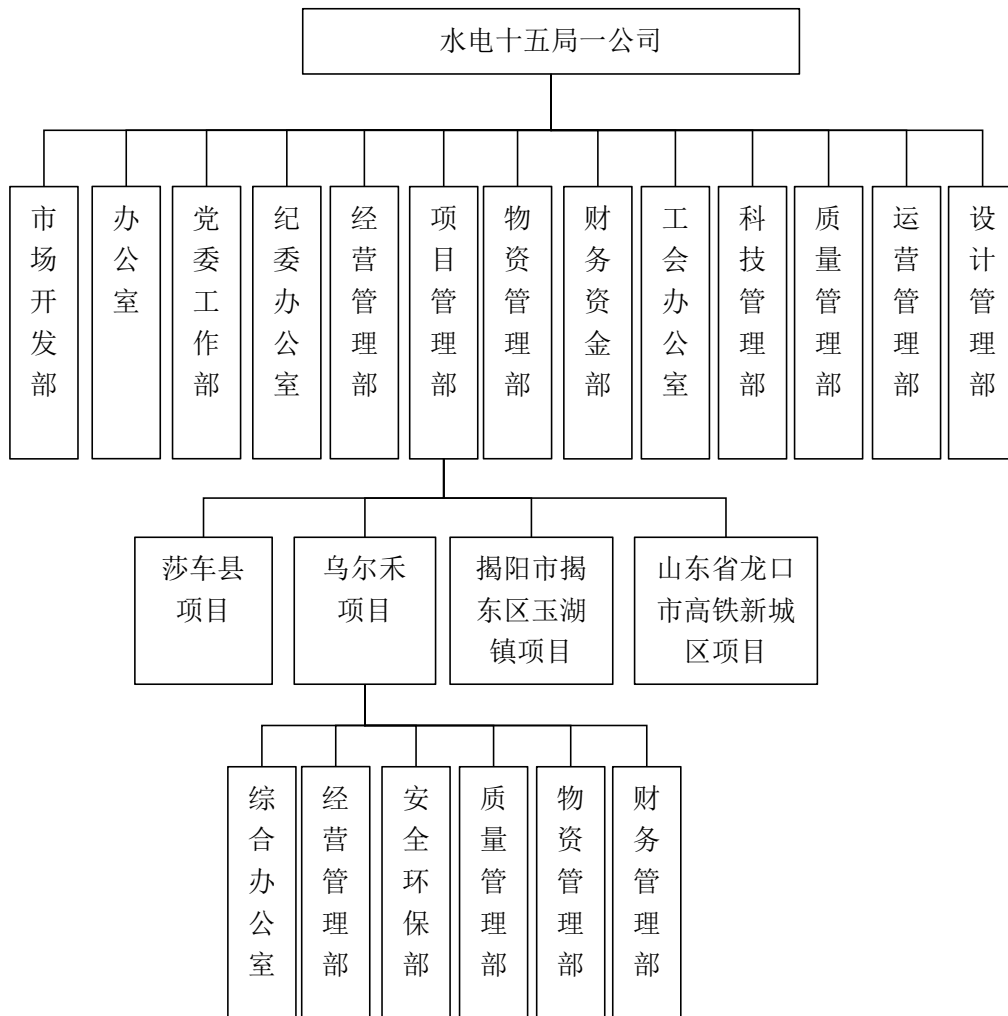 水电十五局一公司
市场开发部
办公室
党委工作部
纪委办公室
经营管理部
项目管理部
物资管理部
财务资金部
工会办公室
科技管理部
质量管理部
运营管理部
设计管理部
莎车县
项目
乌尔禾
项目
揭阳市揭
东区玉湖
镇项目
山东省龙口
市高铁新城
区项目
综合办公室
经营管理部
安全环保部
质量管理部
物资管理部
财务管理部